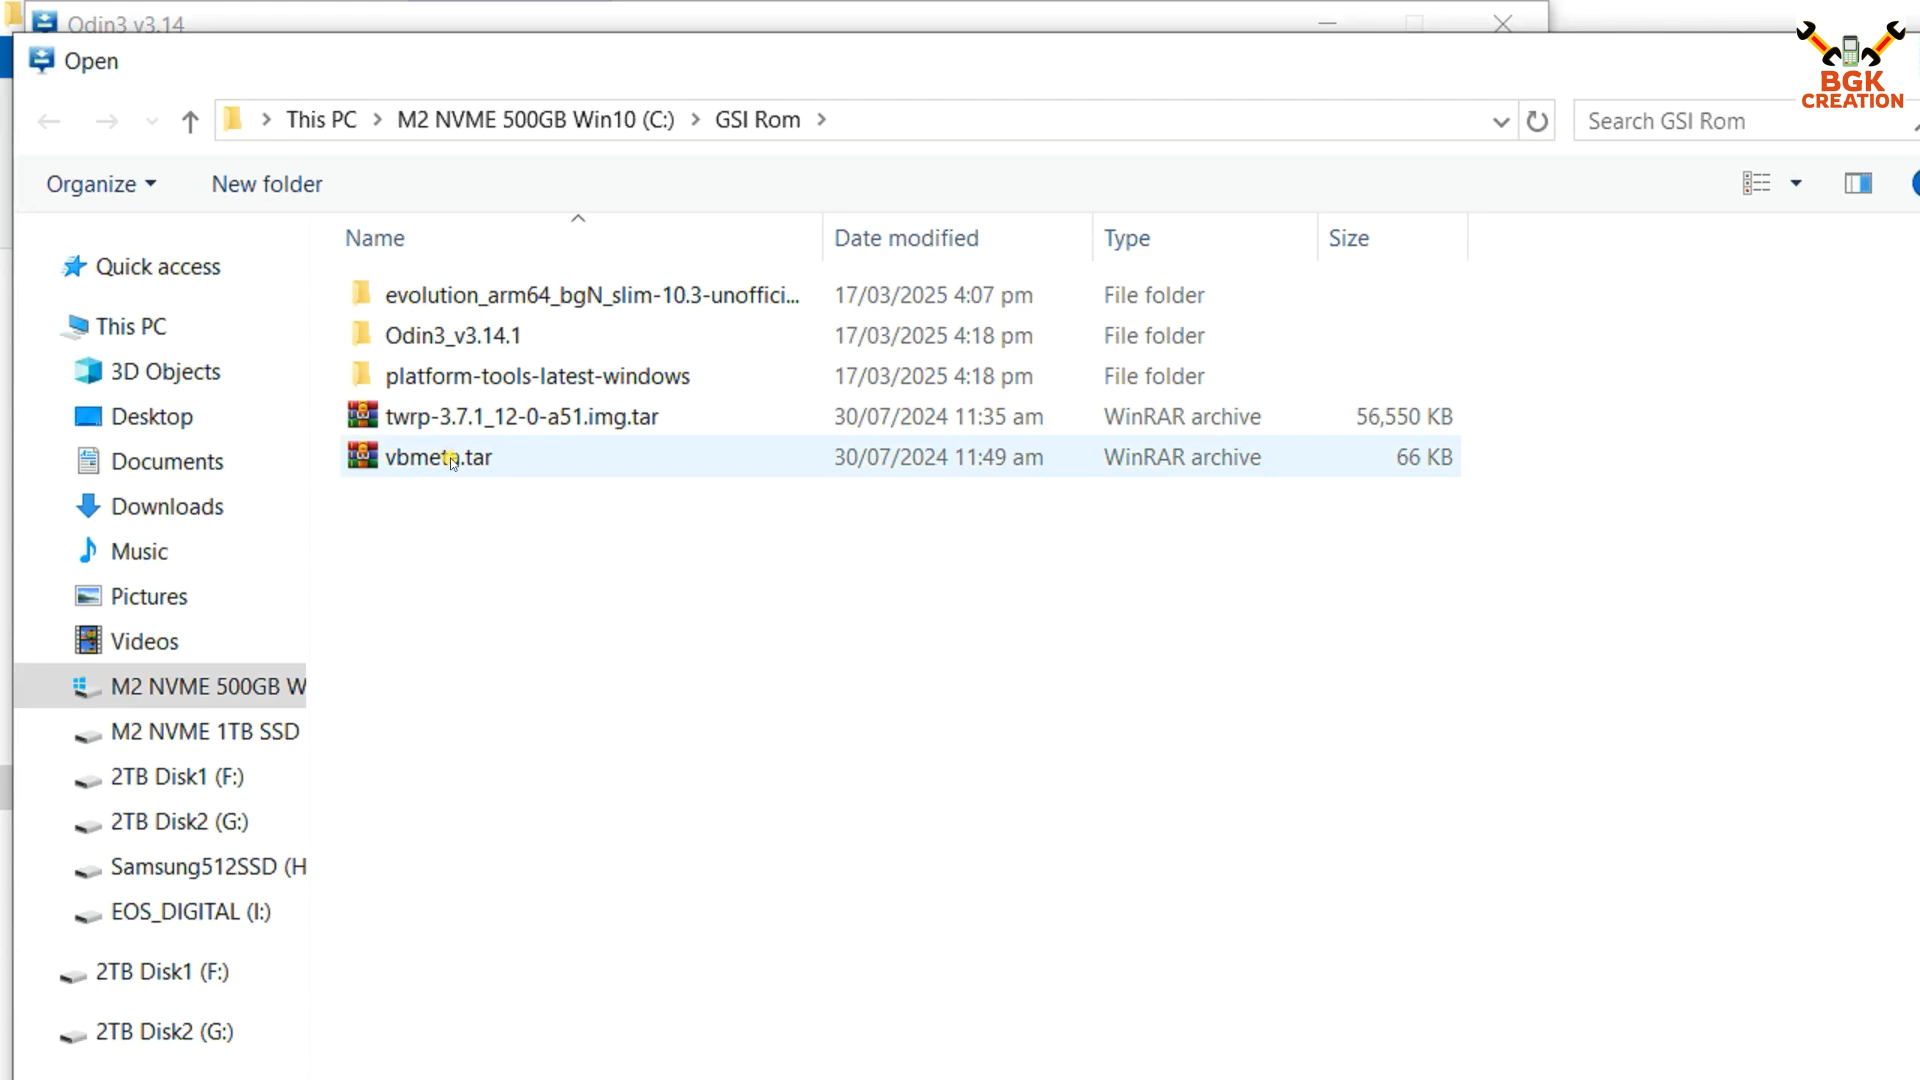 Odin3 v3.14
Open
BGK
CREATION
This PC > M2 NVME 500GB Win10 (C:) > GSI Rom >
Search GSI Rom
Organize
New folder
Name
Date modified
Type
Size
Quick access
This PC
3D Objects
Desktop
Documents
Downloads
Music
Pictures
Videos
M2 NVME 500GB W
M2 NVME 1TB SSD
2TB Disk1 (F:)
2TB Disk2 (G:)
Samsung512SSD (H
EOS_DIGITAL (I:)
2TB Disk1 (F:)
2TB Disk2 (G:)
evolution_arm64_bgN_slim-10.3-unoffici... 17/03/2025 4:07 pm File folder
Odin3_v3.14.1 17/03/2025 4:18 pm File folder
platform-tools-latest-windows 17/03/2025 4:18 pm File folder
twrp-3.7.1_12-0-a51.img.tar 30/07/2024 11:35 am WinRAR archive 56,550 KB
vbmeta.tar 30/07/2024 11:49 am WinRAR archive 66 KB